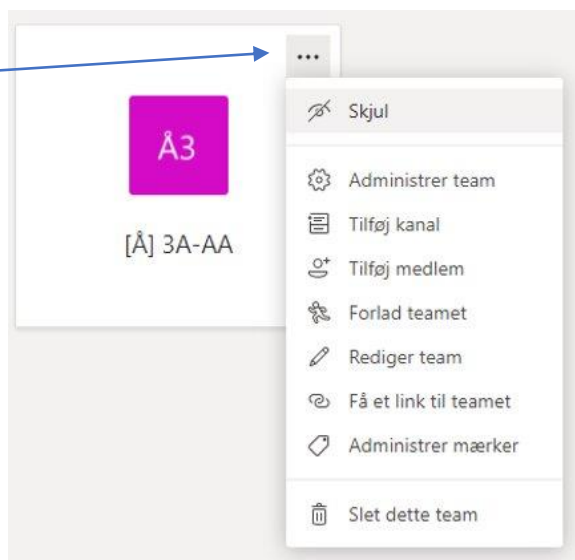 ...
Å3
[Å] 3A-AA
Skjul
Administrer team
Tilføj kanal
Tilføj medlem
Forlad teamet
Rediger team
Få et link til teamet
Administrer mærker
Slet dette team